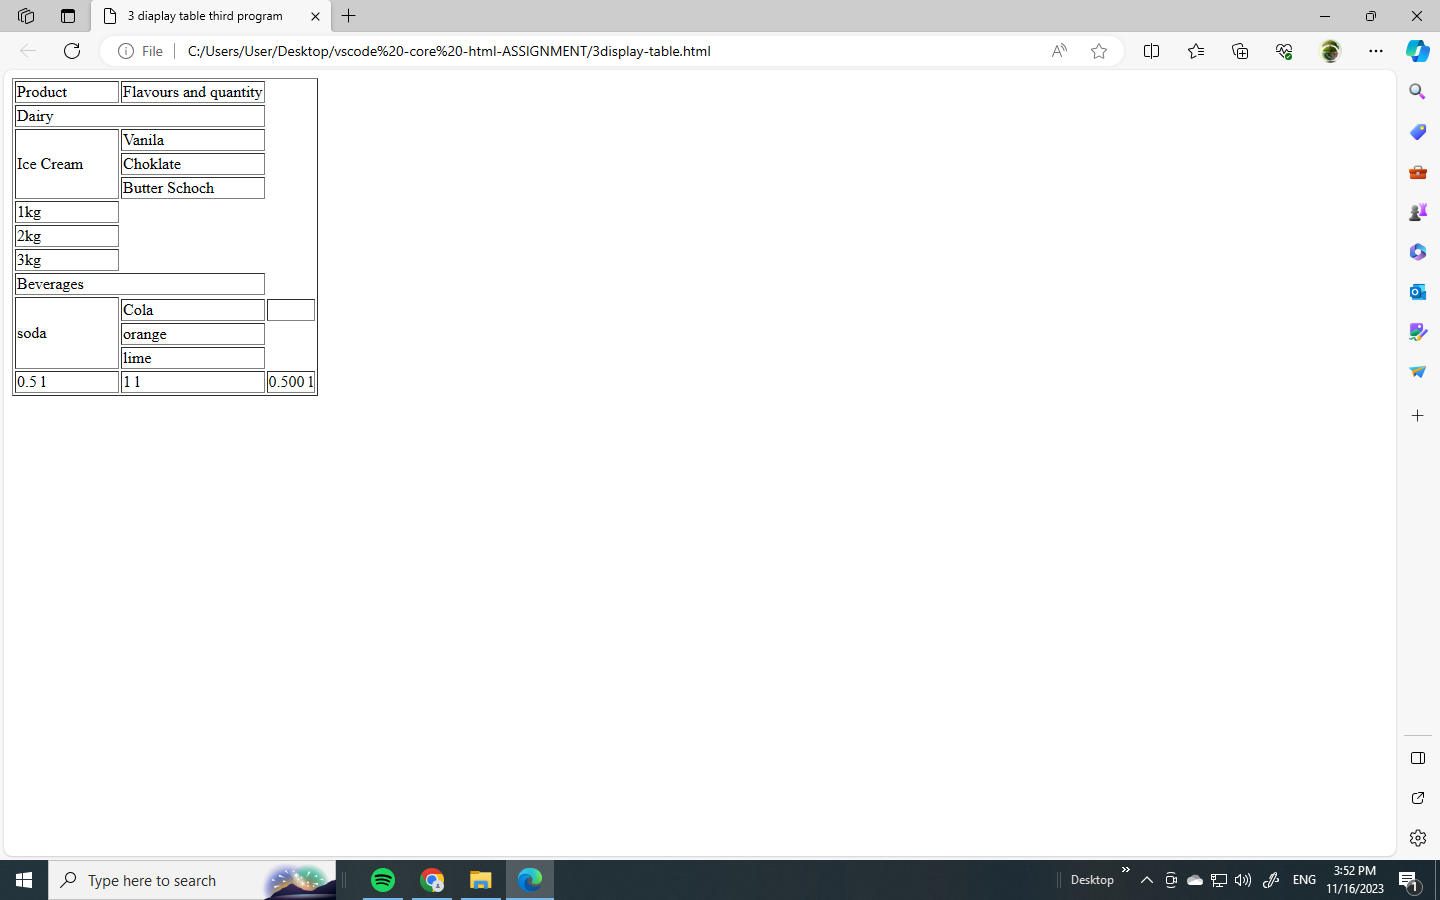 3 diaplay table third program
File C:/Users/User/Desktop/vscode%20-core%20-html-ASSIGNMENT/3display-table.html
Product Flavours and quantity
Dairy
Vanila
Ice Cream Choklate
Butter Schoch
1kg
2kg
3kg
Beverages
Cola
soda orange
lime
0.5 l 1 l 0.500 l
Type here to search
Desktop
ENG
3:52 PM
11/16/2023
1